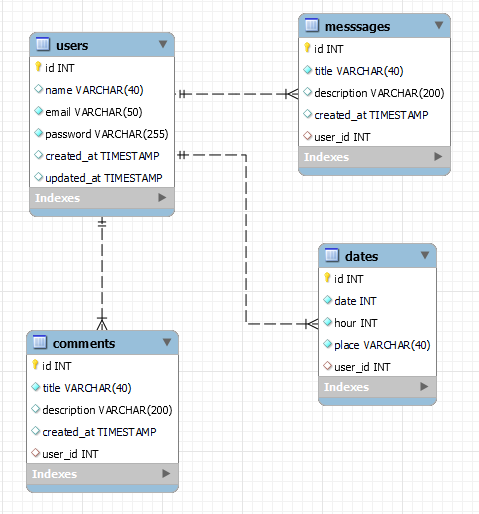 users
id INT
name VARCHAR(40)
email VARCHAR(50)
password VARCHAR(255)
created_at TIMESTAMP
updated_at TIMESTAMP
Indexes
messsages
id INT
title VARCHAR(40)
description VARCHAR(200)
created_at TIMESTAMP
user_id INT
Indexes
dates
id INT
date INT
hour INT
place VARCHAR(40)
user_id INT
Indexes
comments
id INT
title VARCHAR(40)
description VARCHAR(200)
created_at TIMESTAMP
user_id INT
Indexes